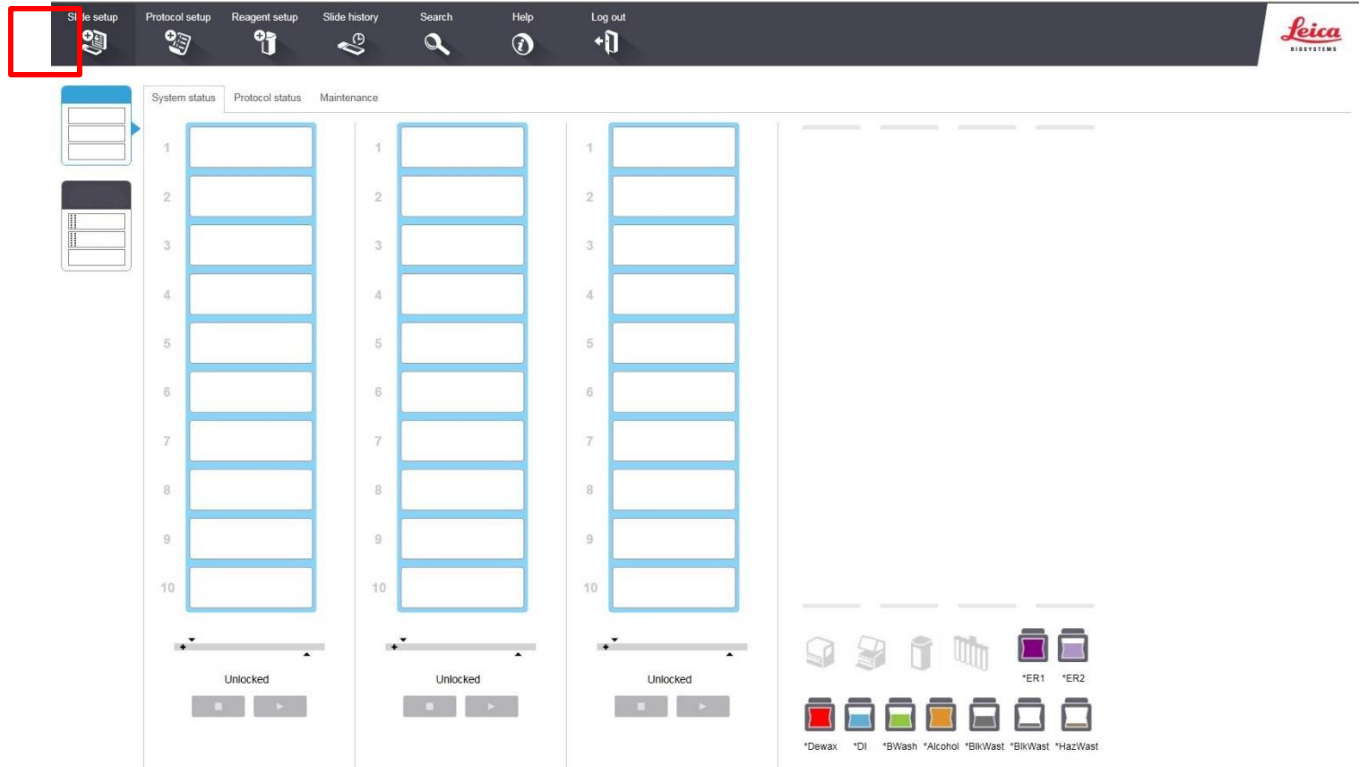 Slide setup
Protocol setup
Reagent setup
Slide history
Search
Help
Log out
Leica
BIOSYSTEMS
System status
Protocol status
Maintenance
1
1
1
2
2
2
3
3
3
4
4
4
5
5
5
6
6
6
7
7
7
8
8
8
9
9
9
10
10
10
Unlocked
Unlocked
Unlocked
*ER1
*ER2
*Dewax
*DI
*BWash
*Alcohol
*BlkWast
*BlkWast
*HazWast